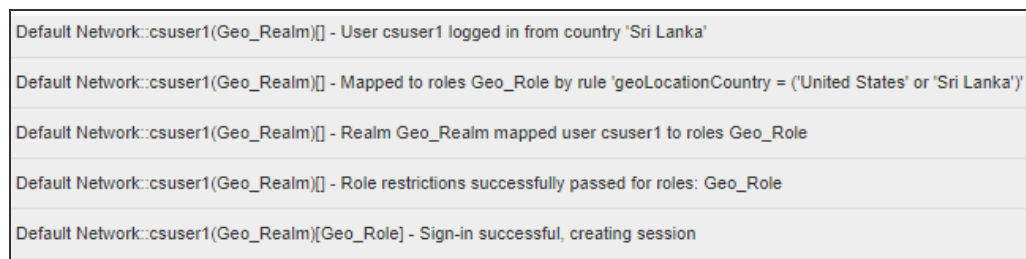 Default Network::csuser1(Geo_Realm)[] - User csuser1 logged in from country 'Sri Lanka'
Default Network::csuser1(Geo_Realm)[] - Mapped to roles Geo_Role by rule 'geoLocationCountry = ('United States' or 'Sri Lanka')'
Default Network::csuser1(Geo_Realm)[] - Realm Geo_Realm mapped user csuser1 to roles Geo_Role
Default Network::csuser1(Geo_Realm)[] - Role restrictions successfully passed for roles: Geo_Role
Default Network::csuser1(Geo_Realm)[Geo_Role] - Sign-in successful, creating session